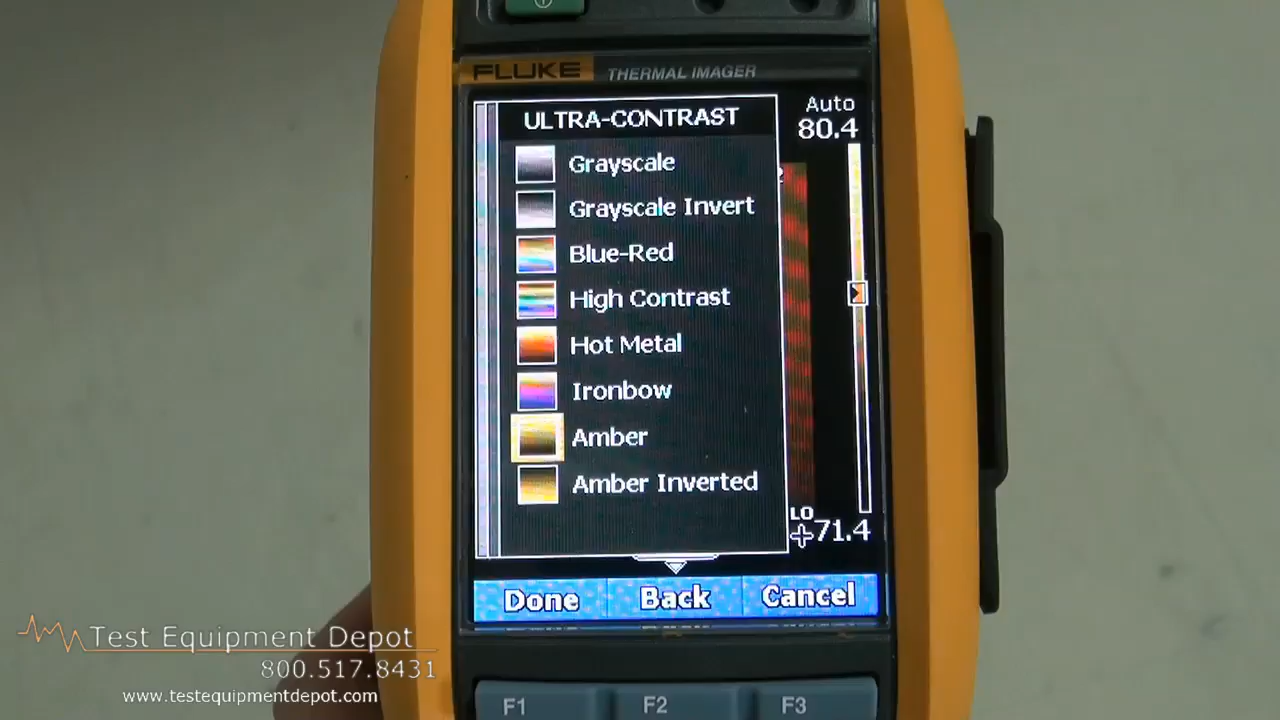 FLUKE THERMAL IMAGER
ULTRA-CONTRAST
Auto
80.4
Grayscale
Grayscale Invert
Blue-Red
High Contrast
Hot Metal
Ironbow
Amber
Amber Inverted
LO
71.4
Done Back Cancel
F1 F2 F3
Test Equipment Depot
800.517.8431
www.testequipmentdepot.com